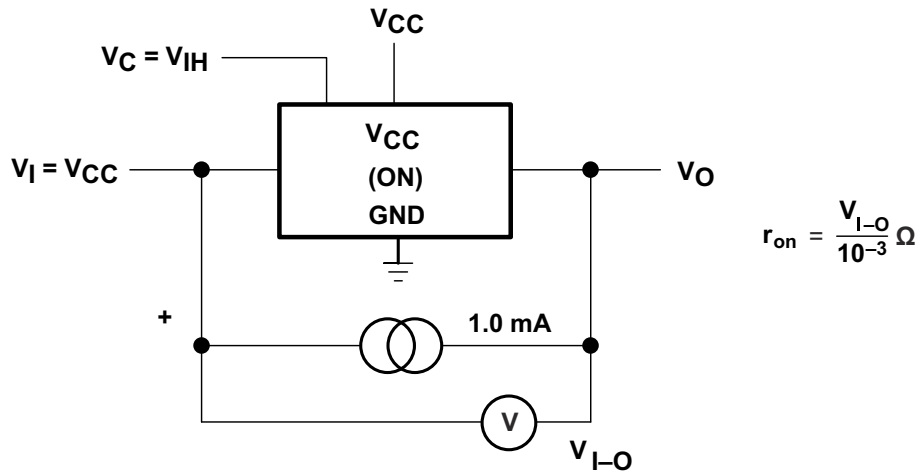 VCC
VC = VIH
VI = VCC
VCC
(ON)
GND
VO
ron = VI–O / 10–3 Ω
+
1.0 mA
V
VI–O